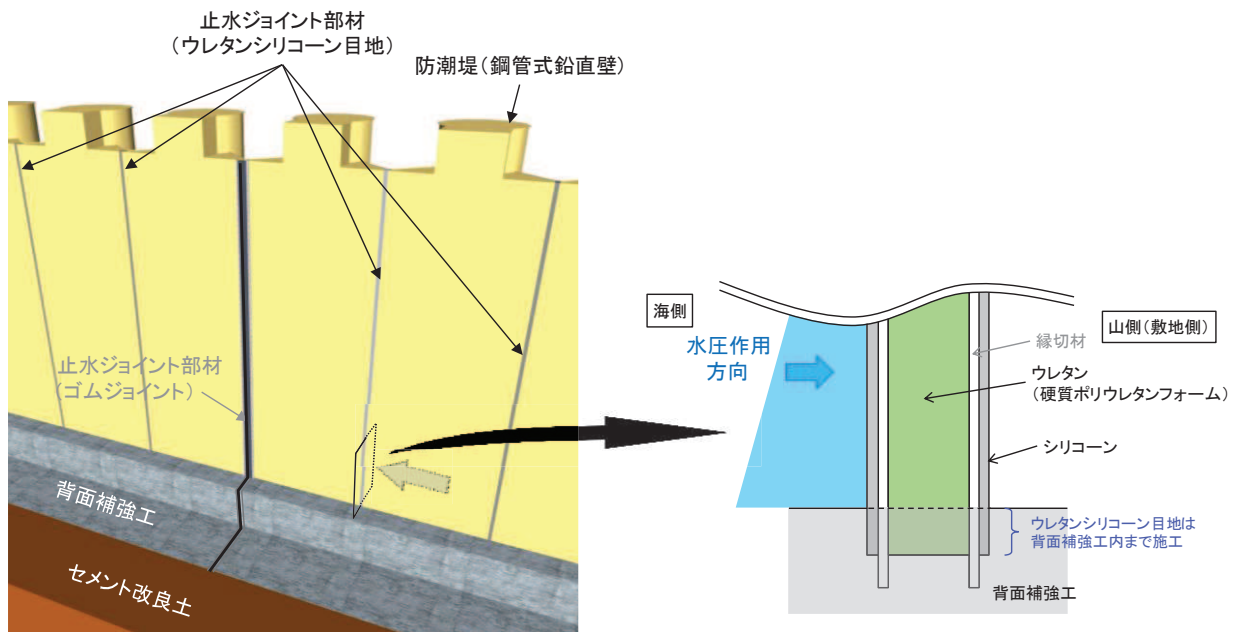 止水ジョイント部材
(ウレタンシリコーン目地)
防潮堤(鋼管式鉛直壁)
止水ジョイント部材
(ゴムジョイント)
背面補強工
セメント改良土
海側
水圧作用
方向
山側(敷地側)
縁切材
ウレタン
(硬質ポリウレタンフォーム)
シリコーン
ウレタンシリコーン目地は
背面補強工内まで施工
背面補強工